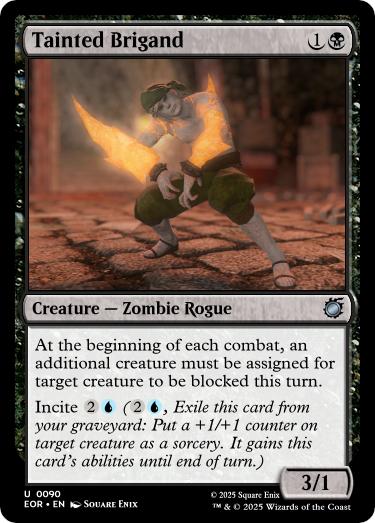 Tainted Brigand 1
Creature — Zombie Rogue
At the beginning of each combat, an
additional creature must be assigned for
target creature to be blocked this turn.
Incite 2 (2, Exile this card from
your graveyard: Put a +1/+1 counter on
target creature as a sorcery. It gains this
card's abilities until end of turn.)
3/1
U 0090
EOR • EN SQUARE ENIX
© 2025 Square Enix
™ & © 2025 Wizards of the Coast